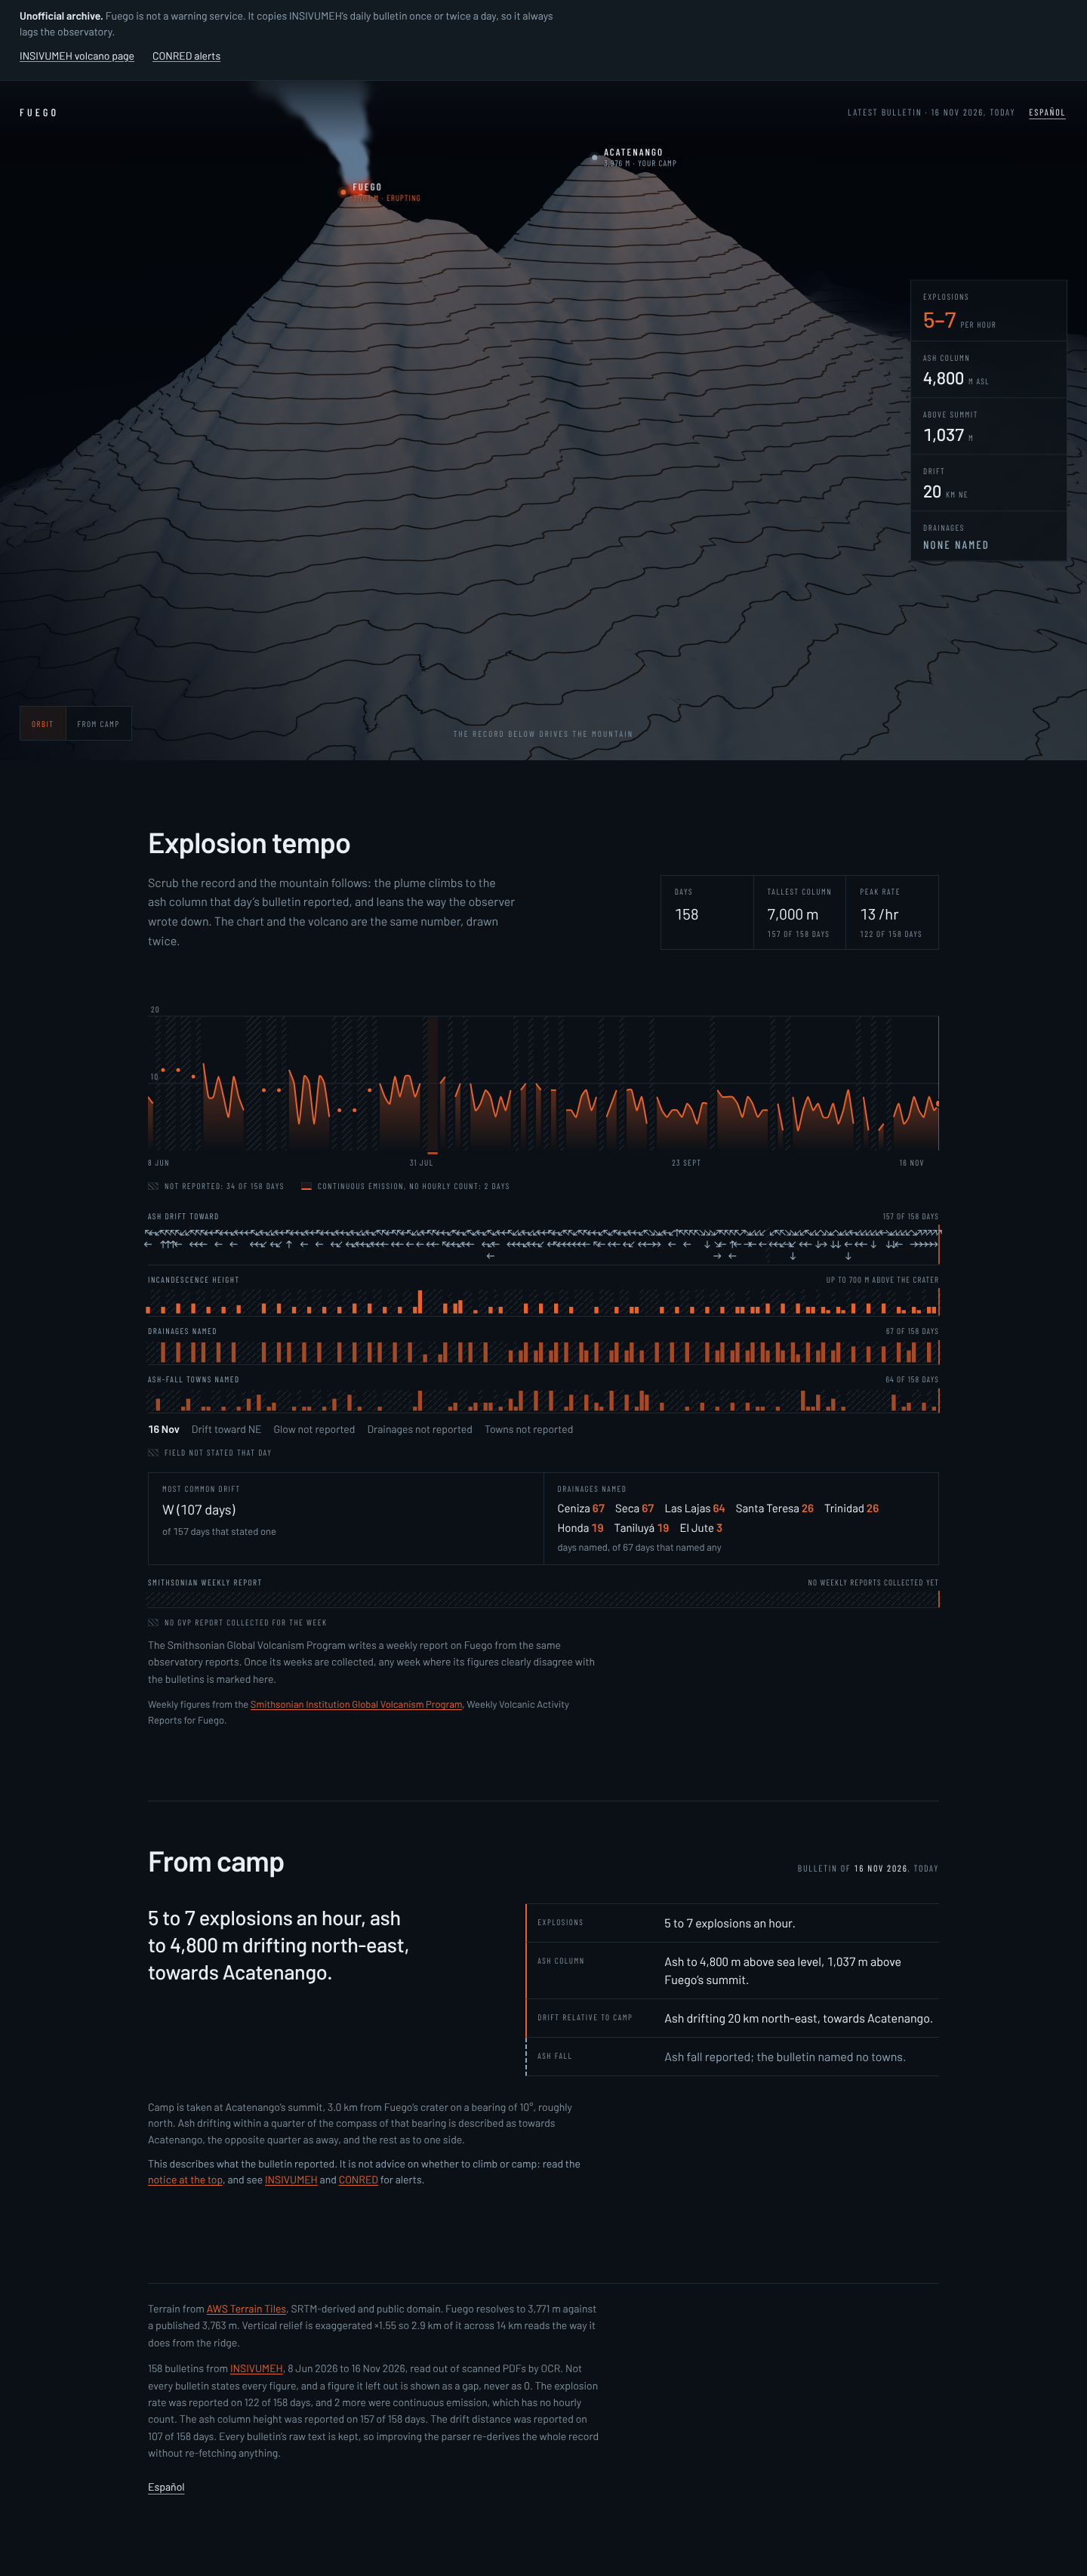 Unofficial archive. Fuego is not a warning service. It copies INSIVUMEH's daily bulletin once or twice a day, so it always
lags the observatory.
INSIVUMEH volcano page CONRED alerts
FUEGO
LATEST BULLETIN · 16 NOV 2026, TODAY ESPAÑOL
ACATENANGO
3,976 M · YOUR CAMP
FUEGO
· ERUPTING
EXPLOSIONS
5–7 PER HOUR
ASH COLUMN
4,800 M ASL
ABOVE SUMMIT
1,037 M
DRIFT
20 KM NE
DRAINAGES
NONE NAMED
ORBIT FROM CAMP
THE RECORD BELOW DRIVES THE MOUNTAIN
Explosion tempo
Scrub the record and the mountain follows: the plume climbs to the
ash column that day's bulletin reported, and leans the way the observer
wrote down. The chart and the volcano are the same number, drawn
twice.
DAYS
158
TALLEST COLUMN
7,000 m
157 OF 158 DAYS
PEAK RATE
13 /hr
122 OF 158 DAYS
20
10
8 JUN 31 JUL 23 SEPT 16 NOV
NOT REPORTED: 34 OF 158 DAYS CONTINUOUS EMISSION, NO HOURLY COUNT: 2 DAYS
ASH DRIFT TOWARD 157 OF 158 DAYS
INCANDESCENCE HEIGHT UP TO 700 M ABOVE THE CRATER
DRAINAGES NAMED 67 OF 158 DAYS
ASH-FALL TOWNS NAMED 64 OF 158 DAYS
16 Nov Drift toward NE Glow not reported Drainages not reported Towns not reported
FIELD NOT STATED THAT DAY
MOST COMMON DRIFT
W (107 days)
of 157 days that stated one
DRAINAGES NAMED
Ceniza 67 Seca 67 Las Lajas 64 Santa Teresa 26 Trinidad 26
Honda 19 Taniluyá 19 El Jute 3
days named, of 67 days that named any
SMITHSONIAN WEEKLY REPORT NO WEEKLY REPORTS COLLECTED YET
NO GVP REPORT COLLECTED FOR THE WEEK
The Smithsonian Global Volcanism Program writes a weekly report on Fuego from the same
observatory reports. Once its weeks are collected, any week where its figures clearly disagree with
the bulletins is marked here.
Weekly figures from the Smithsonian Institution Global Volcanism Program, Weekly Volcanic Activity
Reports for Fuego.
From camp
BULLETIN OF 16 NOV 2026, TODAY
5 to 7 explosions an hour, ash
to 4,800 m drifting north-east,
towards Acatenango.
EXPLOSIONS 5 to 7 explosions an hour.
ASH COLUMN Ash to 4,800 m above sea level, 1,037 m above
Fuego's summit.
DRIFT RELATIVE TO CAMP Ash drifting 20 km north-east, towards Acatenango.
ASH FALL Ash fall reported; the bulletin named no towns.
Camp is taken at Acatenango's summit, 3.0 km from Fuego's crater on a bearing of 10°, roughly
north. Ash drifting within a quarter of the compass of that bearing is described as towards
Acatenango, the opposite quarter as away, and the rest as to one side.
This describes what the bulletin reported. It is not advice on whether to climb or camp: read the
notice at the top, and see INSIVUMEH and CONRED for alerts.
Terrain from AWS Terrain Tiles, SRTM-derived and public domain. Fuego resolves to 3,771 m against
a published 3,763 m. Vertical relief is exaggerated ×1.55 so 2.9 km of it across 14 km reads the way it
does from the ridge.
158 bulletins from INSIVUMEH, 8 Jun 2026 to 16 Nov 2026, read out of scanned PDFs by OCR. Not
every bulletin states every figure, and a figure it left out is shown as a gap, never as 0. The explosion
rate was reported on 122 of 158 days, and 2 more were continuous emission, which has no hourly
count. The ash column height was reported on 157 of 158 days. The drift distance was reported on
107 of 158 days. Every bulletin's raw text is kept, so improving the parser re-derives the whole record
without re-fetching anything.
Español